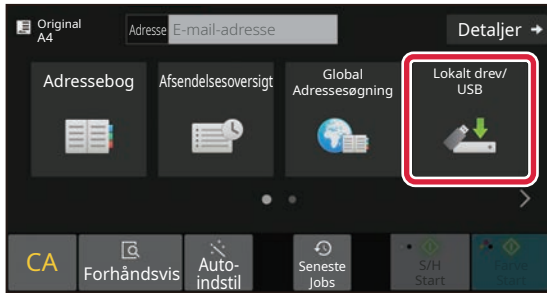 Original
A4
Adresse E-mail-adresse
Detaljer
Adressebog
Afsendelsesoversigt
Global
Adressesøgning
Lokalt drev/
USB
CA
Forhåndsvis
Auto-
indstil
Seneste
Jobs
S/H
Start
Farve
Start